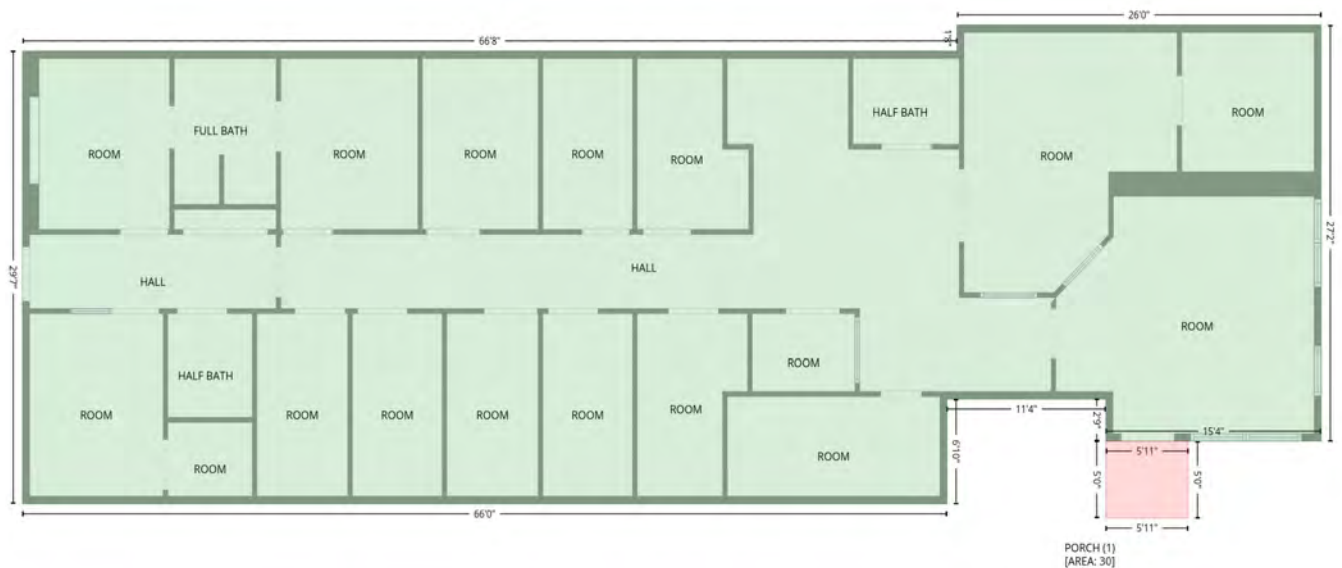 26'0"
66'8"
1'8"
HALF BATH
ROOM
FULL BATH
ROOM
ROOM
ROOM
ROOM
ROOM
ROOM
27'2"
29'7"
HALL
HALL
ROOM
ROOM
HALF BATH
ROOM
ROOM
ROOM
ROOM
ROOM
ROOM
11'4"
2'9"
15'4"
6'10"
5'11"
ROOM
ROOM
5'0"
5'0"
66'0"
5'11"
PORCH (1)
[AREA: 30]